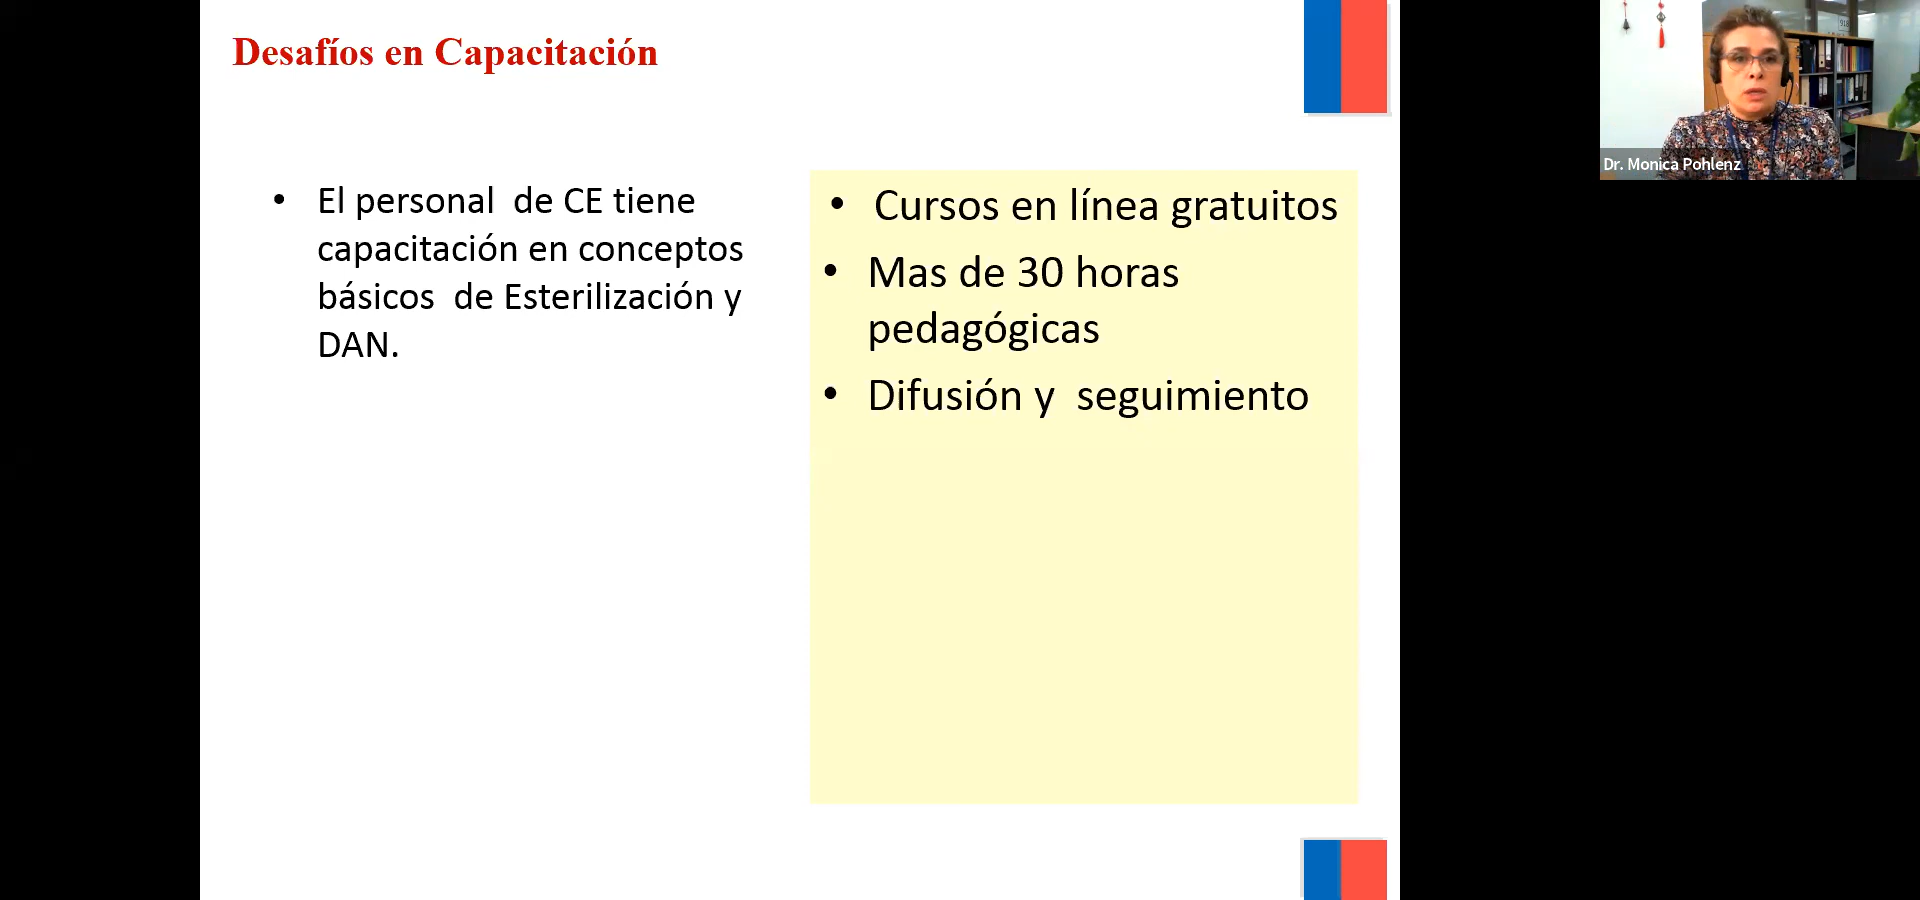 Desafíos en Capacitación
El personal de CE tiene
capacitación en conceptos
básicos de Esterilización y
DAN.
Cursos en línea gratuitos
Mas de 30 horas
pedagógicas
Difusión y seguimiento
Dr. Monica Pohlenz